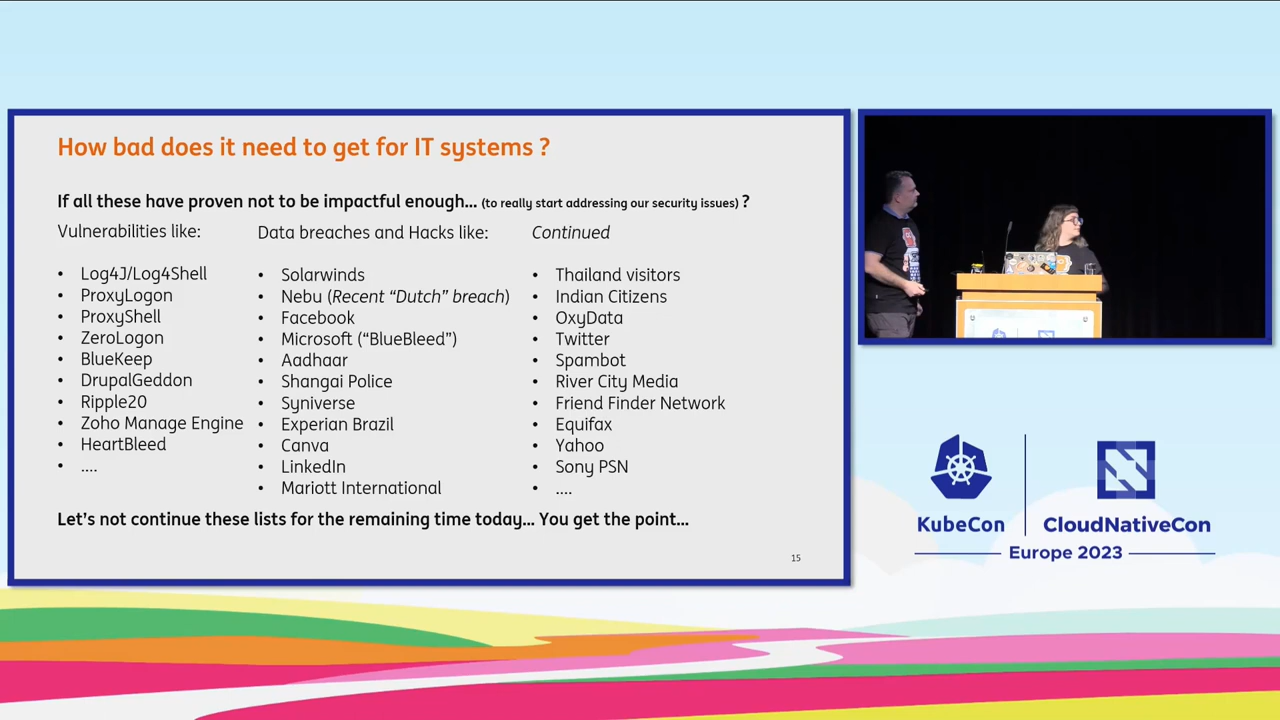 How bad does it need to get for IT systems ?
If all these have proven not to be impactful enough... (to really start addressing our security issues) ?
Vulnerabilities like:
• Log4J/Log4Shell
• ProxyLogon
• ProxyShell
• ZeroLogon
• BlueKeep
• DrupalGeddon
• Ripple20
• Zoho Manage Engine
• HeartBleed
• ....
Data breaches and Hacks like:
• Solarwinds
• Nebu (Recent “Dutch” breach)
• Facebook
• Microsoft (“BlueBleed”)
• Aadhaar
• Shangai Police
• Syniverse
• Experian Brazil
• Canva
• LinkedIn
• Mariott International
Continued
• Thailand visitors
• Indian Citizens
• OxyData
• Twitter
• Spambot
• River City Media
• Friend Finder Network
• Equifax
• Yahoo
• Sony PSN
• ....
Let’s not continue these lists for the remaining time today... You get the point...
15
KubeCon
CloudNativeCon
Europe 2023